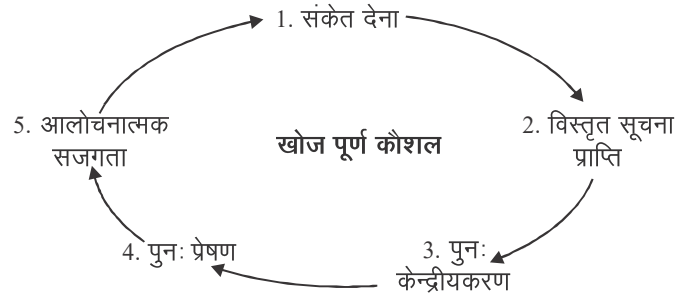 1. संकेत देना
2. विस्तृत सूचना
प्राप्ति
3. पुनः
केन्द्रीयकरण
4. पुनः प्रेषण
5. आलोचनात्मक
सजगता
खोज पूर्ण कौशल